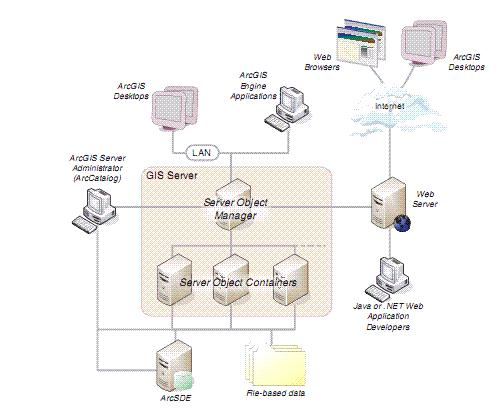 Web
Browsers
ArcGIS
Desktops
ArcGIS
Desktops
ArcGIS
Engine
Applications
Internet
LAN
ArcGIS Server
Administrator
(ArcCatalog)
GIS Server
Server Object
Manager
Web
Server
Server Object Containers
Java or .NET Web
Application
Developers
ArcSDE
File-based data